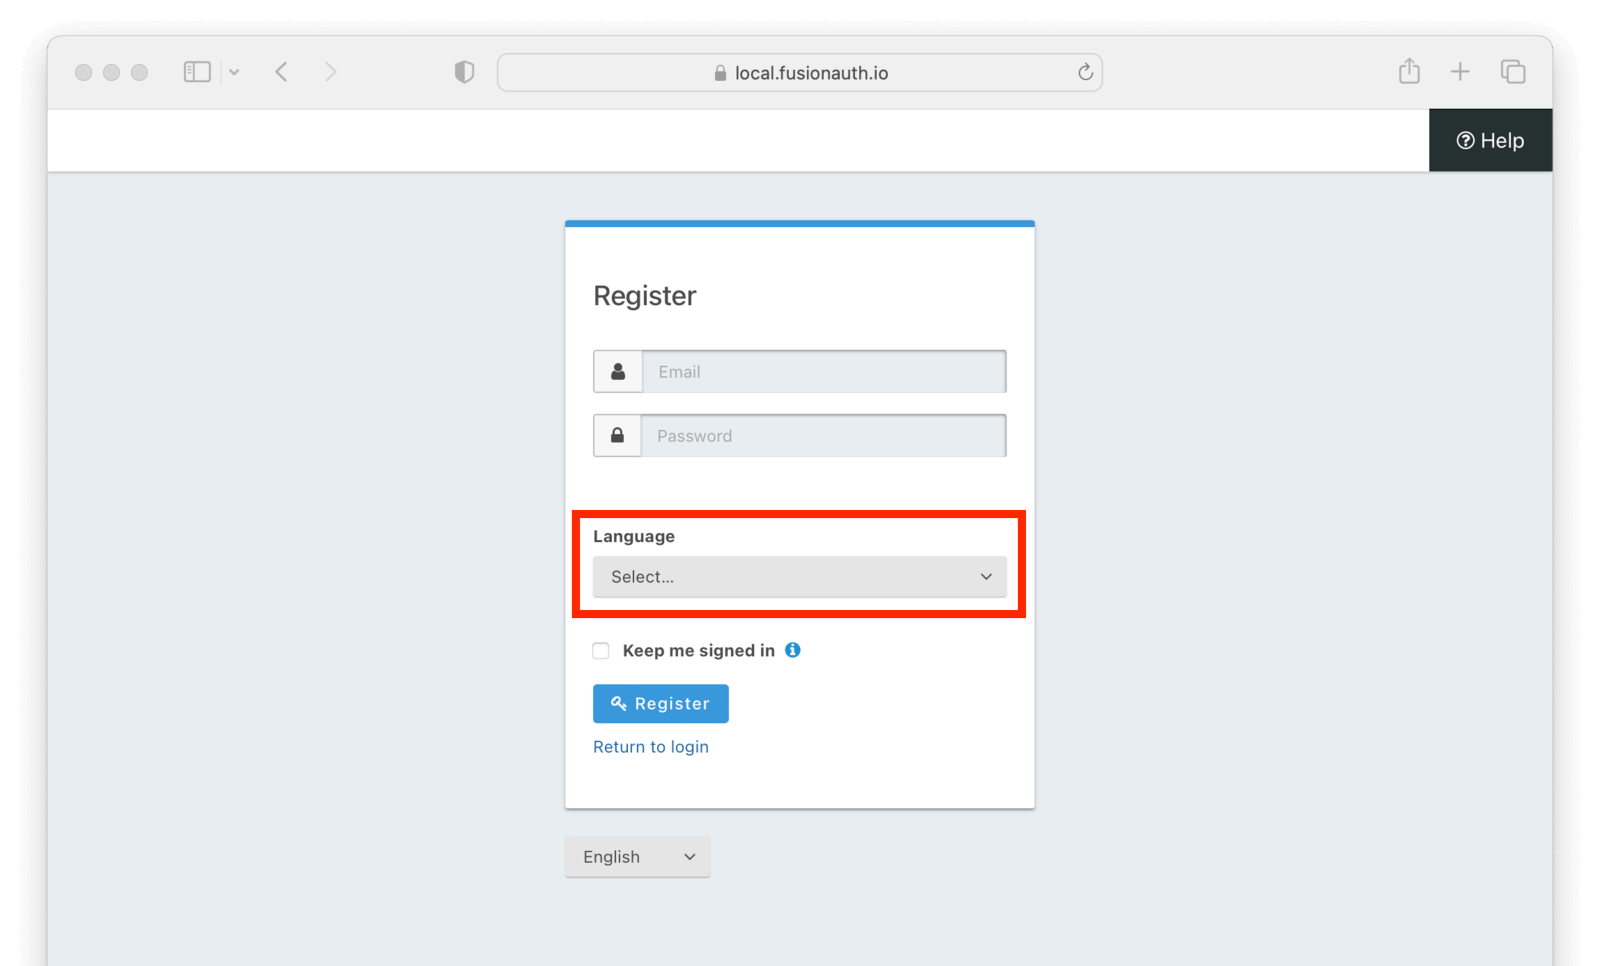 local.fusionauth.io
Help
Register
Email
Password
Language
Select...
Keep me signed in
Register
Return to login
English